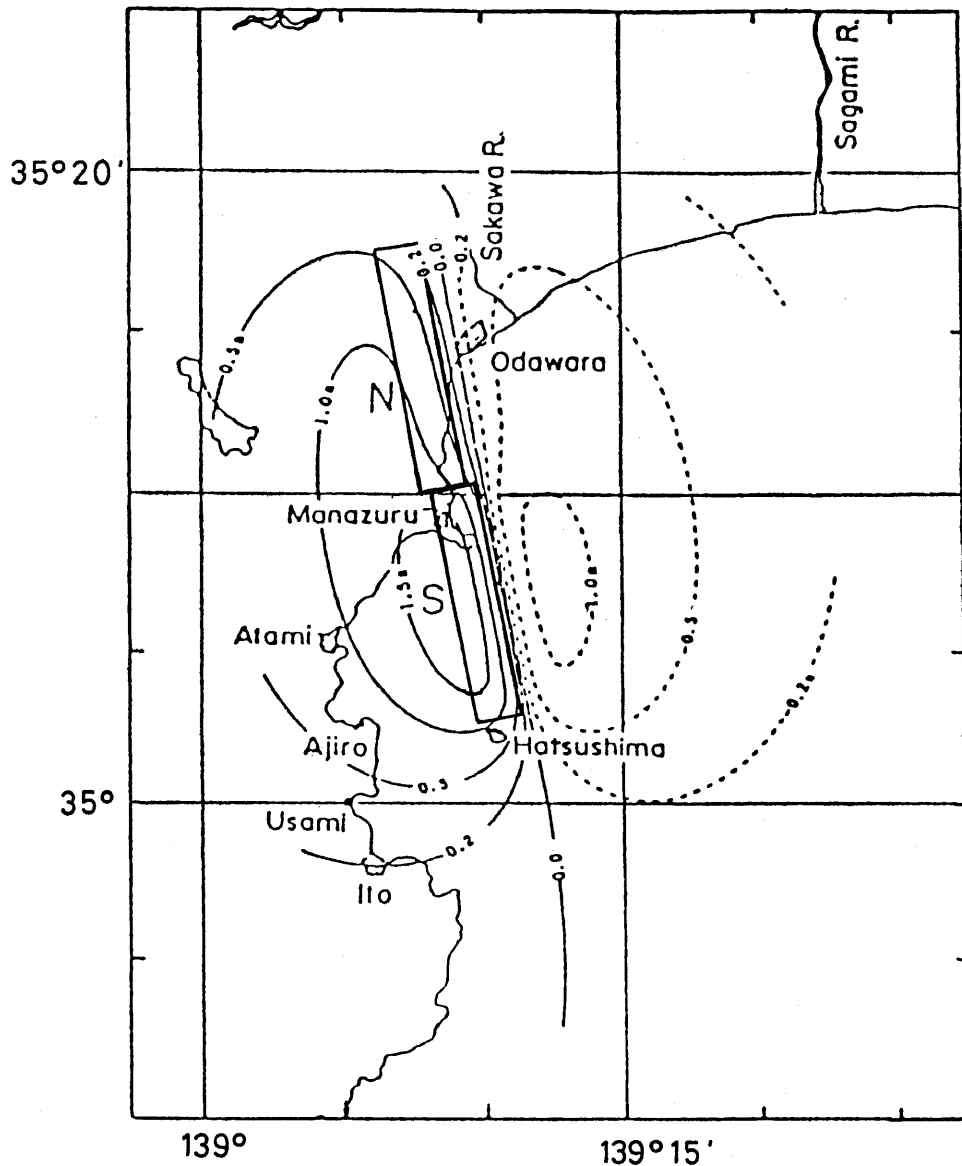 Sagami R.
35°20'
Sakawa R.
0.2
0.0
-0.2
0.5m
Odawara
1.0m
N
Manazuru
1.5m
S
-1.0m
0.5
Atami
-0.2m
Ajiro
Hatsushima
0.5
35°
Usami
0.2
0.0
Ito
139°
139°15'